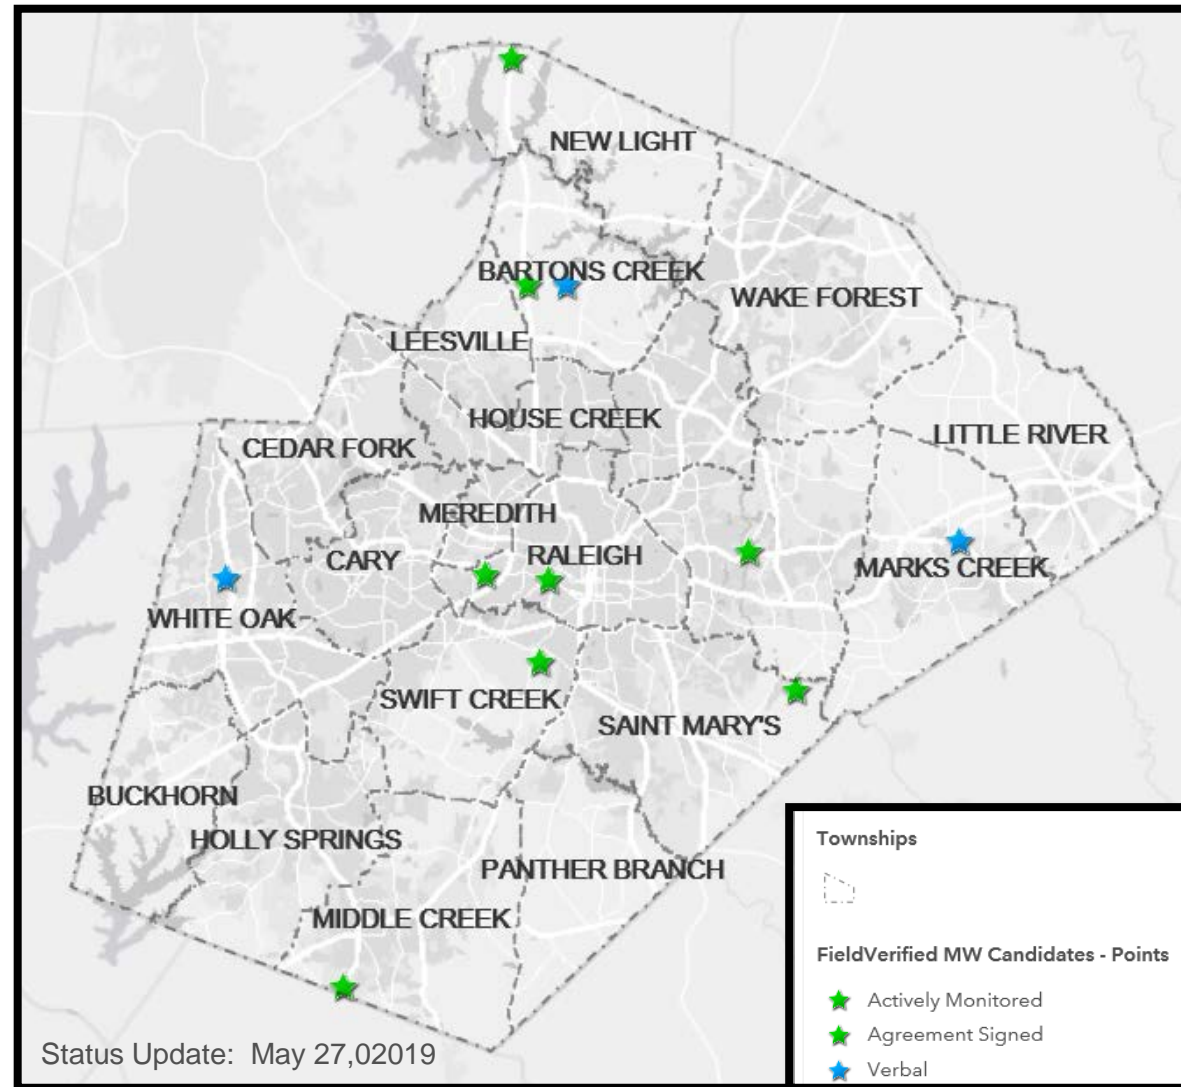 NEW LIGHT
BARTONS CREEK
WAKE FOREST
LEESVILLE
HOUSE CREEK
LITTLE RIVER
CEDAR FORK
MEREDITH
RALEIGH
CARY
MARKS CREEK
WHITE OAK
SWIFT CREEK
SAINT MARY'S
BUCKHORN
HOLLY SPRINGS
PANTHER BRANCH
MIDDLE CREEK
Status Update: May 27,02019
Townships
FieldVerified MW Candidates - Points
Actively Monitored
Agreement Signed
Verbal